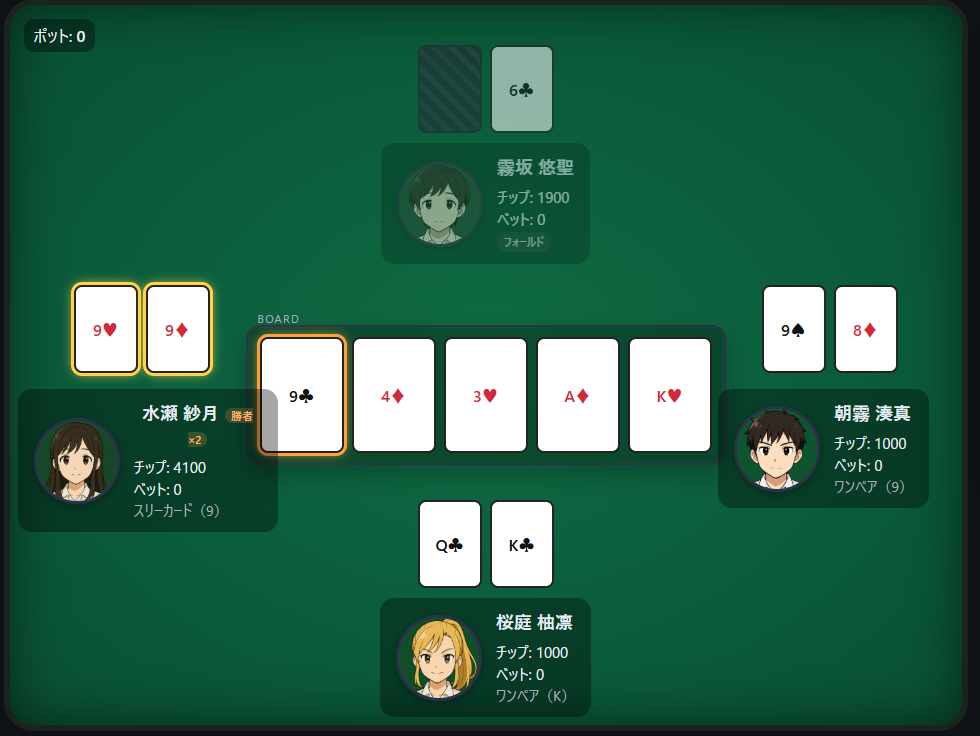 ポット: 0
6♣
霧坂 悠聖
チップ: 1900
ベット: 0
フォールド
9♥
9♦
BOARD
9♣
4♦
3♥
A♦
K♥
9♠
8♦
水瀬 紗月 勝者
×2
チップ: 4100
ベット: 0
スリーカード（9）
朝霧 湊真
チップ: 1000
ベット: 0
ワンペア（9）
Q♣
K♣
桜庭 柚凛
チップ: 1000
ベット: 0
ワンペア（K）